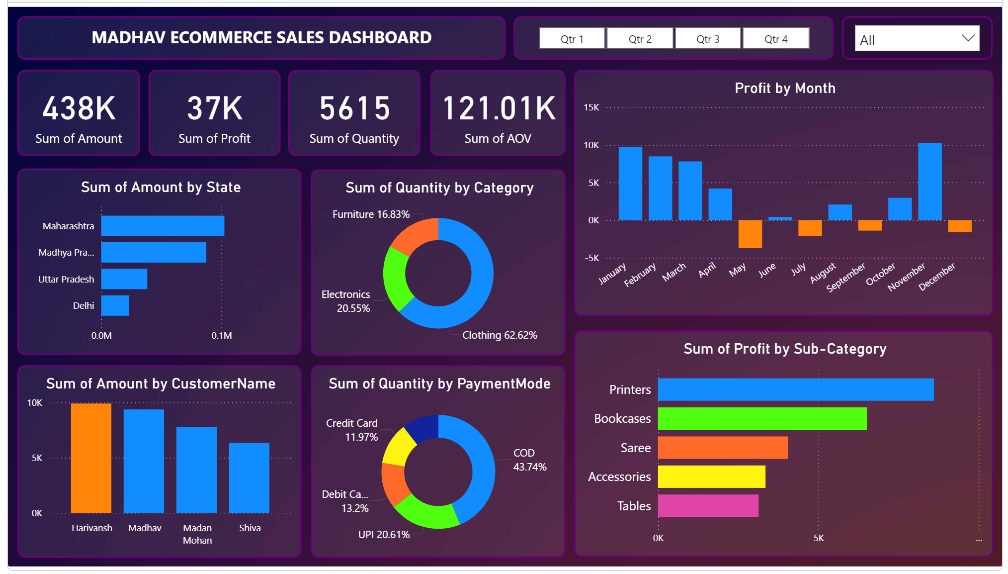 MADHAV ECOMMERCE SALES DASHBOARD
Qtr 1
Qtr 2
Qtr 3
Qtr 4
All
438K
Sum of Amount
37K
Sum of Profit
5615
Sum of Quantity
121.01K
Sum of AOV
Profit by Month
15K
10K
5K
0K
-5K
January
February
March
April
May
June
July
August
September
October
November
December
Sum of Amount by State
Maharashtra
Madhya Pra...
Uttar Pradesh
Delhi
0.0M
0.1M
Sum of Quantity by Category
Furniture 16.83%
Electronics
20.55%
Clothing 62.62%
Sum of Profit by Sub-Category
Printers
Bookcases
Saree
Accessories
Tables
0K
5K
...
Sum of Amount by CustomerName
10K
5K
0K
Harivansh
Madhav
Madan
Mohan
Shiva
Sum of Quantity by PaymentMode
Credit Card
11.97%
COD
43.74%
Debit Ca...
13.2%
UPI 20.61%